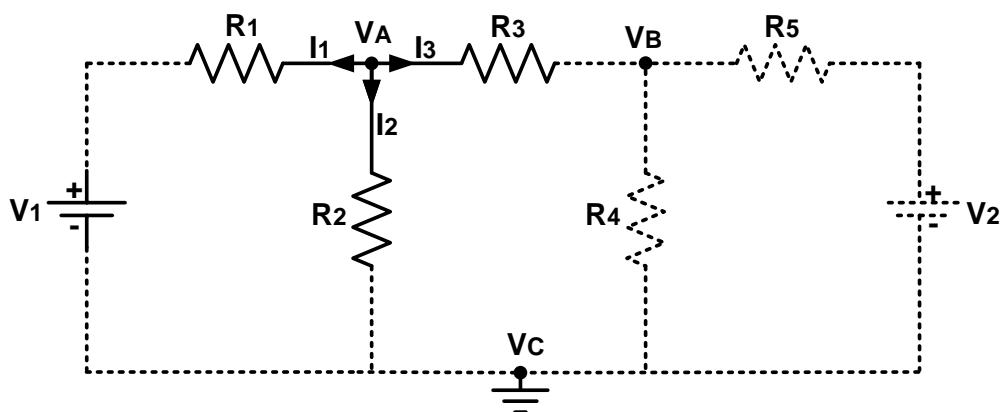 R1
I1
VA
I3
R3
VB
R5
I2
V1
+
-
R2
R4
+
-
V2
VC